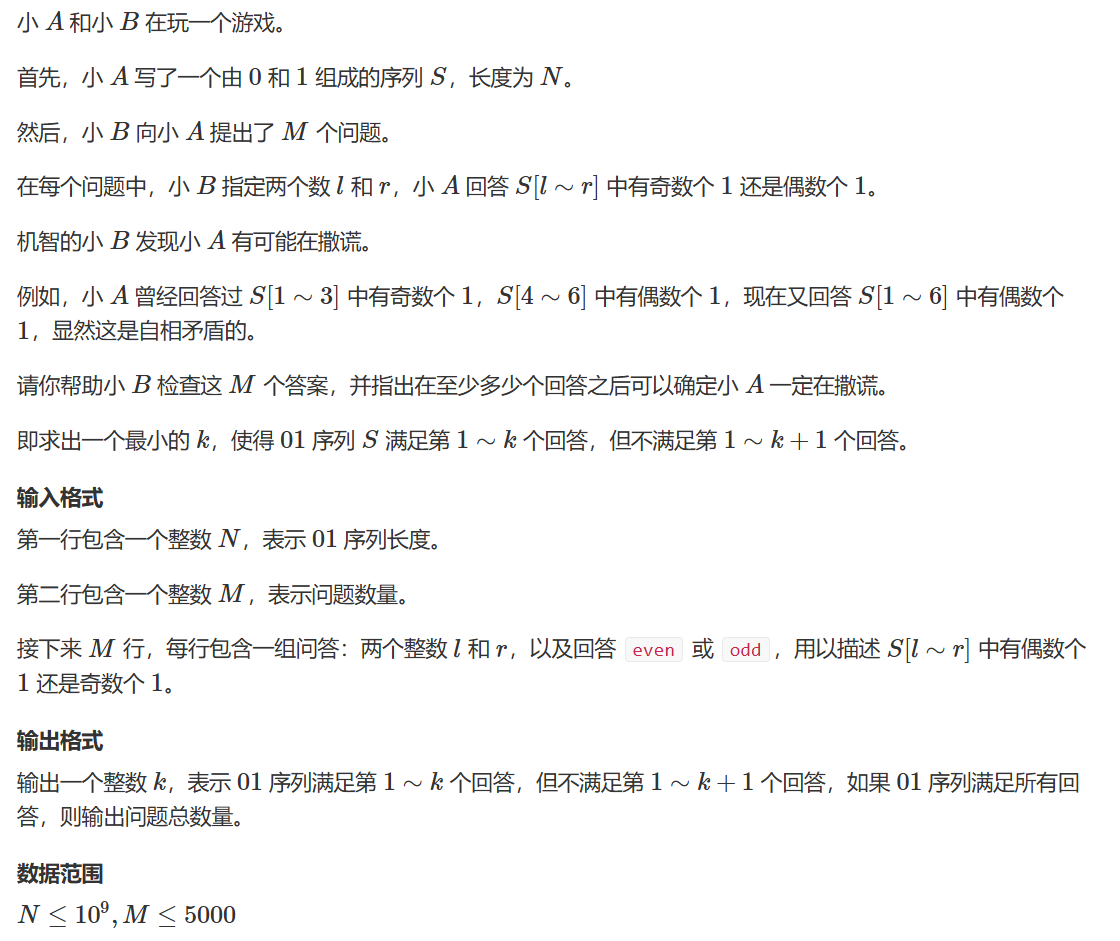 小 A 和小 B 在玩一个游戏。
首先，小 A 写了一个由 0 和 1 组成的序列 S，长度为 N。
然后，小 B 向小 A 提出了 M 个问题。
在每个问题中，小 B 指定两个数 l 和 r，小 A 回答 S[l ∼ r] 中有奇数个 1 还是偶数个 1。
机智的小 B 发现小 A 有可能在撒谎。
例如，小 A 曾经回答过 S[1 ∼ 3] 中有奇数个 1，S[4 ∼ 6] 中有偶数个 1，现在又回答 S[1 ∼ 6] 中有偶数个
1，显然这是自相矛盾的。
请你帮助小 B 检查这 M 个答案，并指出在至少多少个回答之后可以确定小 A 一定在撒谎。
即求出一个最小的 k，使得 01 序列 S 满足第 1 ∼ k 个回答，但不满足第 1 ∼ k + 1 个回答。
输入格式
第一行包含一个整数 N，表示 01 序列长度。
第二行包含一个整数 M，表示问题数量。
接下来 M 行，每行包含一组问答：两个整数 l 和 r，以及回答 even 或 odd，用以描述 S[l ∼ r] 中有偶数个
1 还是奇数个 1。
输出格式
输出一个整数 k，表示 01 序列满足第 1 ∼ k 个回答，但不满足第 1 ∼ k + 1 个回答，如果 01 序列满足所有回
答，则输出问题总数量。
数据范围
N ≤ 10⁹, M ≤ 5000